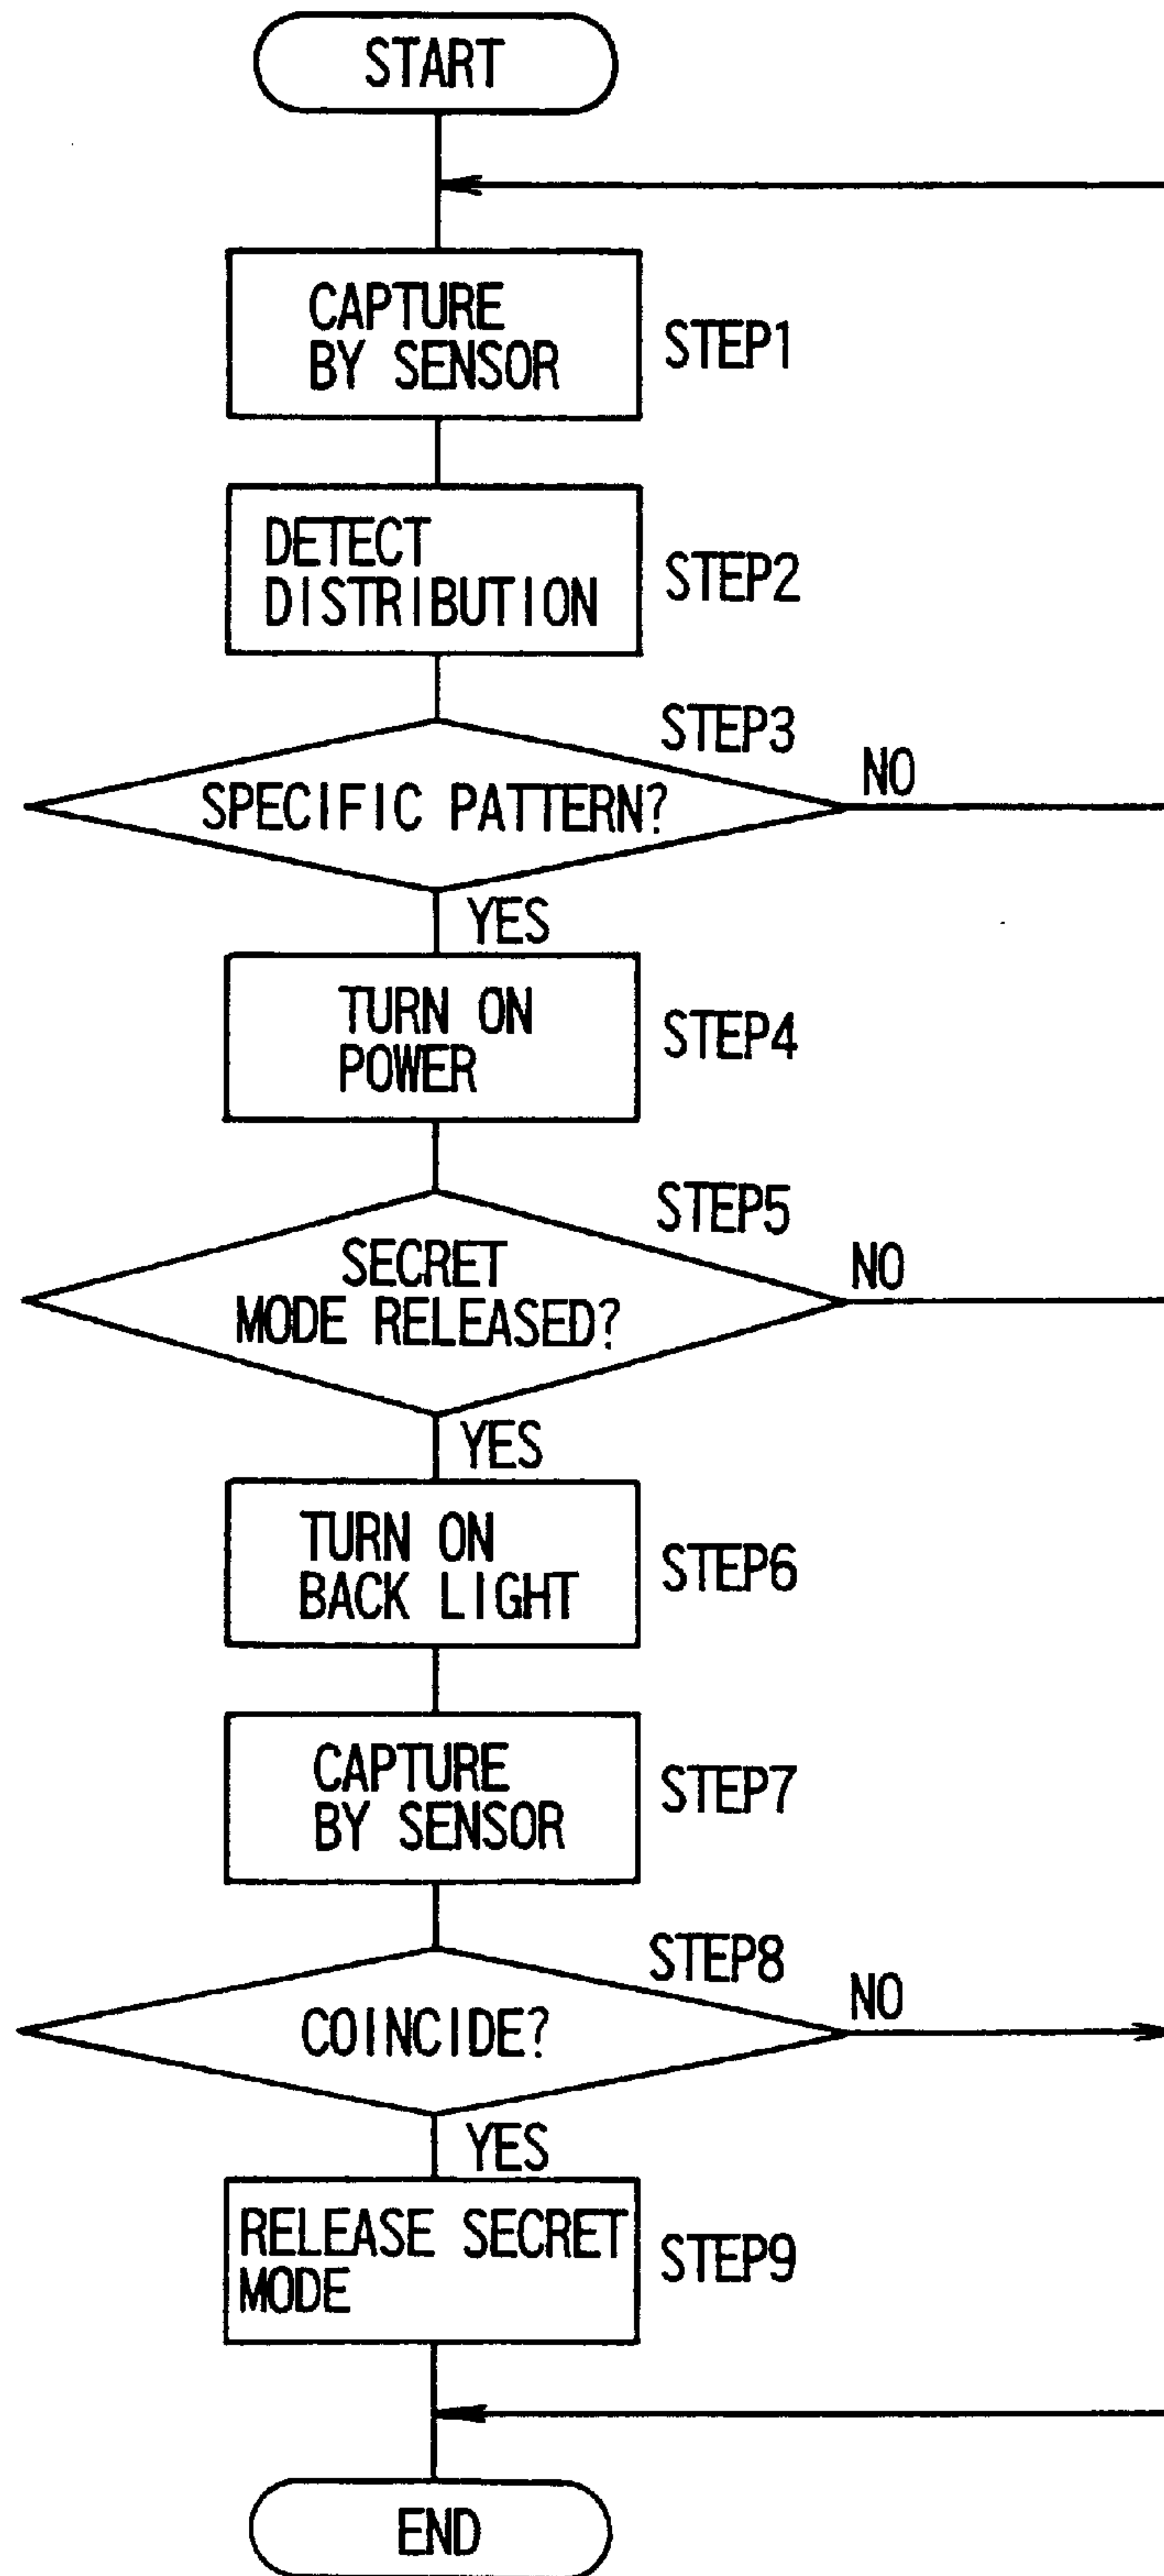 START
CAPTURE
BY SENSOR
STEP1
DETECT
DISTRIBUTION
STEP2
STEP3
SPECIFIC PATTERN?
NO
YES
TURN ON
POWER
STEP4
STEP5
SECRET
MODE RELEASED?
NO
YES
TURN ON
BACK LIGHT
STEP6
CAPTURE
BY SENSOR
STEP7
STEP8
COINCIDE?
NO
YES
RELEASE SECRET
MODE
STEP9
END